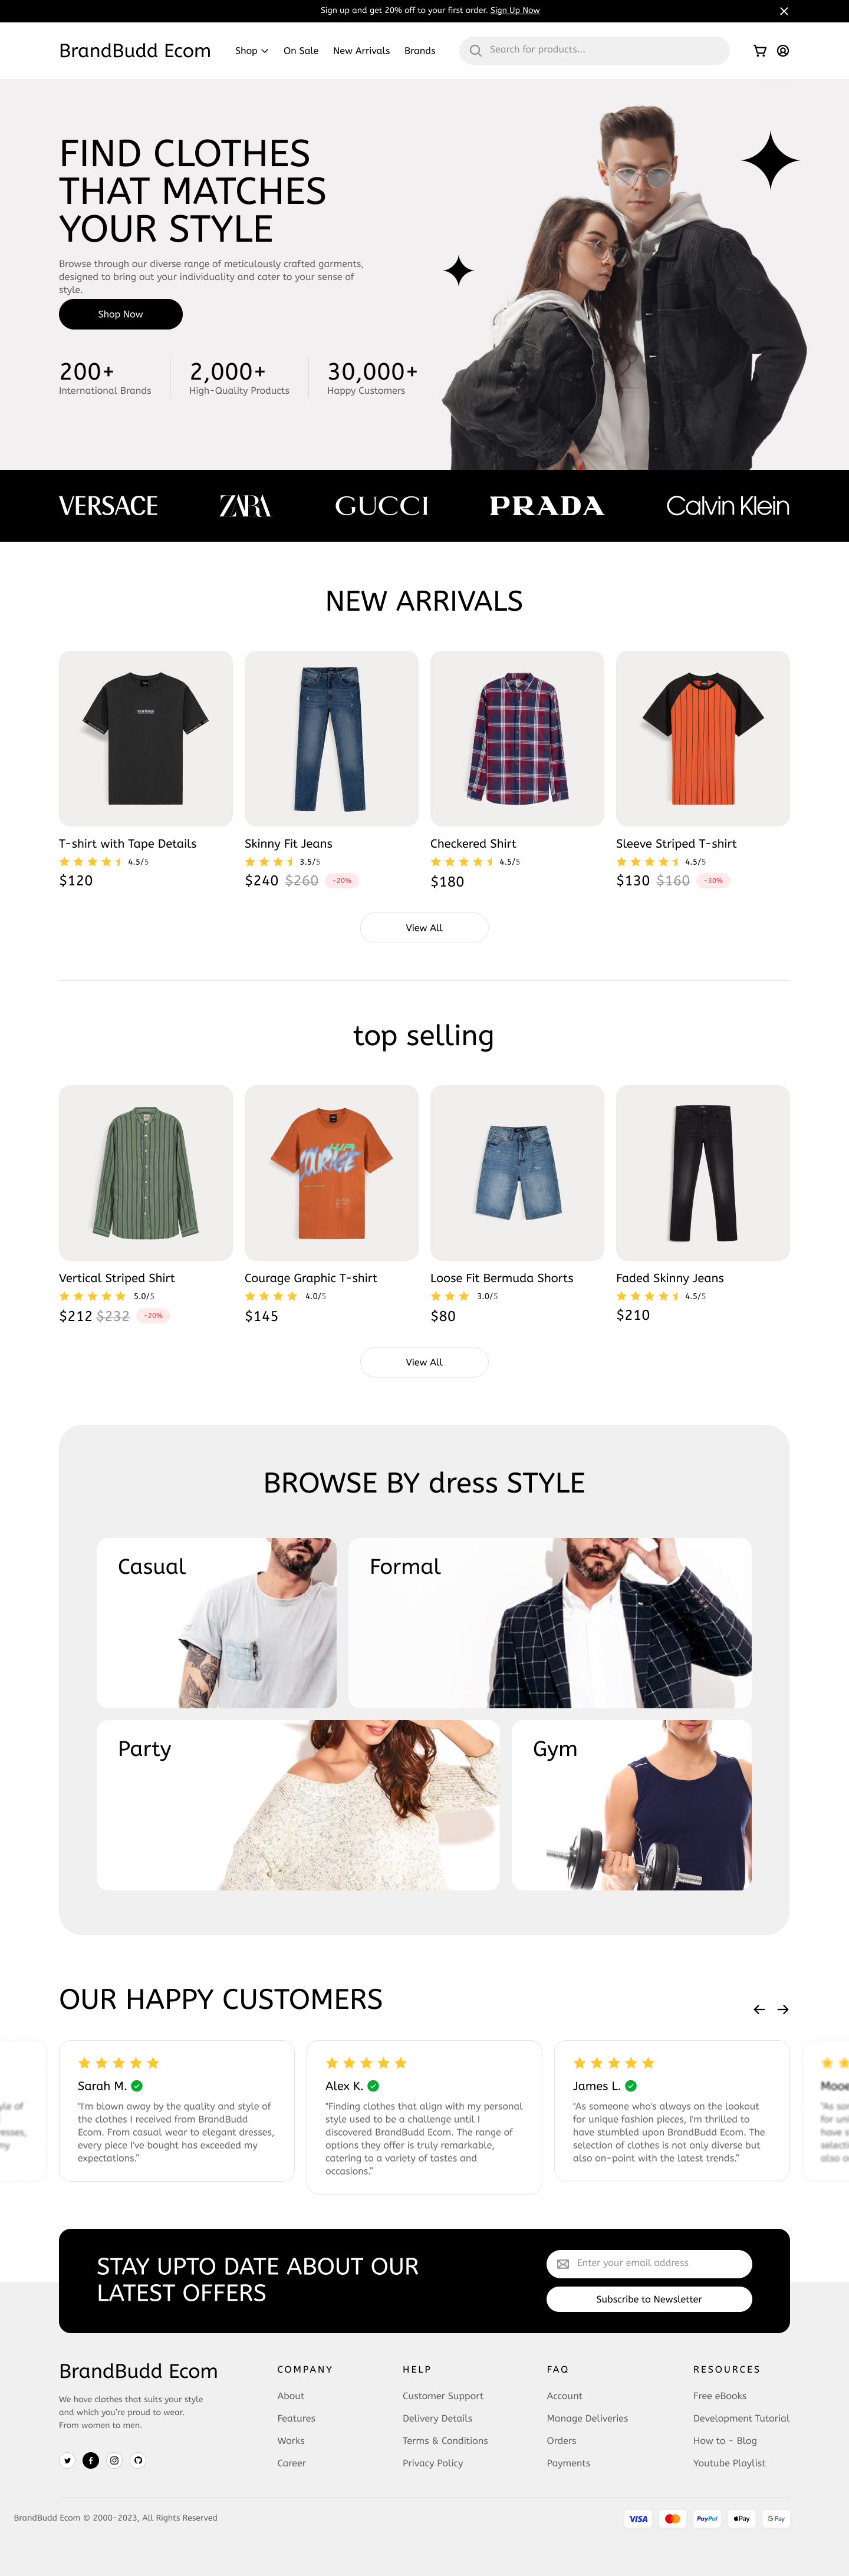 Sign up and get 20% off to your first order. Sign Up Now
BrandBudd Ecom
Shop
On Sale
New Arrivals
Brands
Search for products...
FIND CLOTHES
THAT MATCHES
YOUR STYLE
Browse through our diverse range of meticulously crafted garments,
designed to bring out your individuality and cater to your sense of
style.
Shop Now
200+
International Brands
2,000+
High-Quality Products
30,000+
Happy Customers
VERSACE
ZARA
GUCCI
PRADA
Calvin Klein
NEW ARRIVALS
T-shirt with Tape Details
4.5/5
$120
Skinny Fit Jeans
3.5/5
$240 $260 -20%
Checkered Shirt
4.5/5
$180
Sleeve Striped T-shirt
4.5/5
$130 $160 -30%
View All
top selling
COURAGE
Vertical Striped Shirt
5.0/5
$212 $232 -20%
Courage Graphic T-shirt
4.0/5
$145
Loose Fit Bermuda Shorts
3.0/5
$80
Faded Skinny Jeans
4.5/5
$210
View All
BROWSE BY dress STYLE
Casual
Formal
Party
Gym
OUR HAPPY CUSTOMERS
Sarah M.
"I'm blown away by the quality and style of
the clothes I received from BrandBudd
Ecom. From casual wear to elegant dresses,
every piece I've bought has exceeded my
expectations."
Alex K.
"Finding clothes that align with my personal
style used to be a challenge until I
discovered BrandBudd Ecom. The range of
options they offer is truly remarkable,
catering to a variety of tastes and
occasions."
James L.
"As someone who's always on the lookout
for unique fashion pieces, I'm thrilled to
have stumbled upon BrandBudd Ecom. The
selection of clothes is not only diverse but
also on-point with the latest trends."
STAY UPTO DATE ABOUT OUR
LATEST OFFERS
Enter your email address
Subscribe to Newsletter
BrandBudd Ecom
We have clothes that suits your style
and which you're proud to wear.
From women to men.
COMPANY
About
Features
Works
Career
HELP
Customer Support
Delivery Details
Terms & Conditions
Privacy Policy
FAQ
Account
Manage Deliveries
Orders
Payments
RESOURCES
Free eBooks
Development Tutorial
How to - Blog
Youtube Playlist
BrandBudd Ecom © 2000-2023, All Rights Reserved
VISA
PayPal
Pay
G Pay